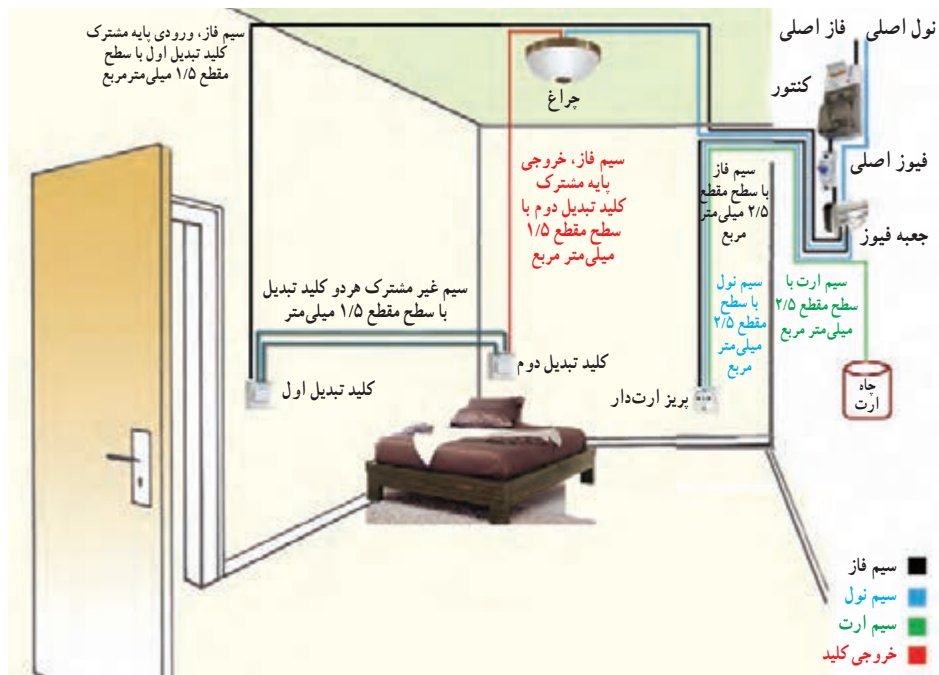 نول اصلی
فاز اصلی
کنتور
فیوز اصلی
جعبه فیوز
سیم فاز، ورودی پایه مشترک
کلید تبدیل اول با سطح
مقطع ۱/۵ میلی‌مترمربع
چراغ
سیم فاز، خروجی
پایه مشترک
کلید تبدیل دوم با
سطح مقطع ۱/۵
میلی‌متر مربع
سیم فاز
با سطح مقطع
۲/۵ میلی‌متر
مربع
سیم نول
با سطح
مقطع ۲/۵
میلی‌متر
مربع
سیم ارت با
سطح مقطع ۲/۵
میلی‌متر مربع
چاه
ارت
سیم غیر مشترک هردو کلید تبدیل
با سطح مقطع ۱/۵ میلی‌متر
کلید تبدیل دوم
کلید تبدیل اول
پریز ارت‌دار
سیم فاز
سیم نول
سیم ارت
خروجی کلید